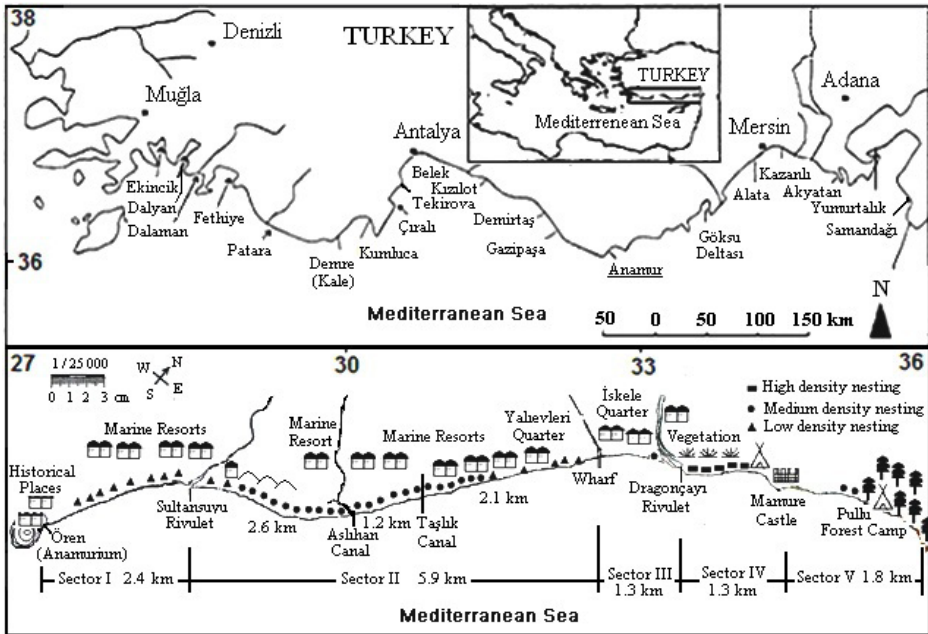 38
Denizli
TURKEY
TURKEY
Mediterrenean Sea
Adana
Muğla
Antalya
Mersin
Ekincik
Dalyan
Dalaman
Fethiye
Patara
Demre
(Kale)
Kumluca
Çıralı
Tekirova
Belek
Kızılot
Demirtaş
Gazipaşa
Anamur
Göksu
Deltası
Alata
Kazanlı
Akyatan
Yumurtalık
Samandağı
36
Mediterranean Sea
N
50 0 50 100 150 km
27 30 33 36
1 / 25 000
0 1 2 3 cm
W N
S E
High density nesting
Medium density nesting
Low density nesting
Historical
Places
Marine Resorts
Marine
Resort
Marine Resorts
Yalıevleri
Quarter
İskele
Quarter
Vegetation
Ören
(Anamurium)
Sultansuyu
Rivulet
2.6 km
Aslıhan
Canal
1.2 km
Taşlık
Canal
2.1 km
Wharf
Dragonçayı
Rivulet
Mamure
Castle
Pullu
Forest Camp
Sector I 2.4 km
Sector II 5.9 km
Sector III
1.3 km
Sector IV
1.3 km
Sector V 1.8 km
Mediterranean Sea